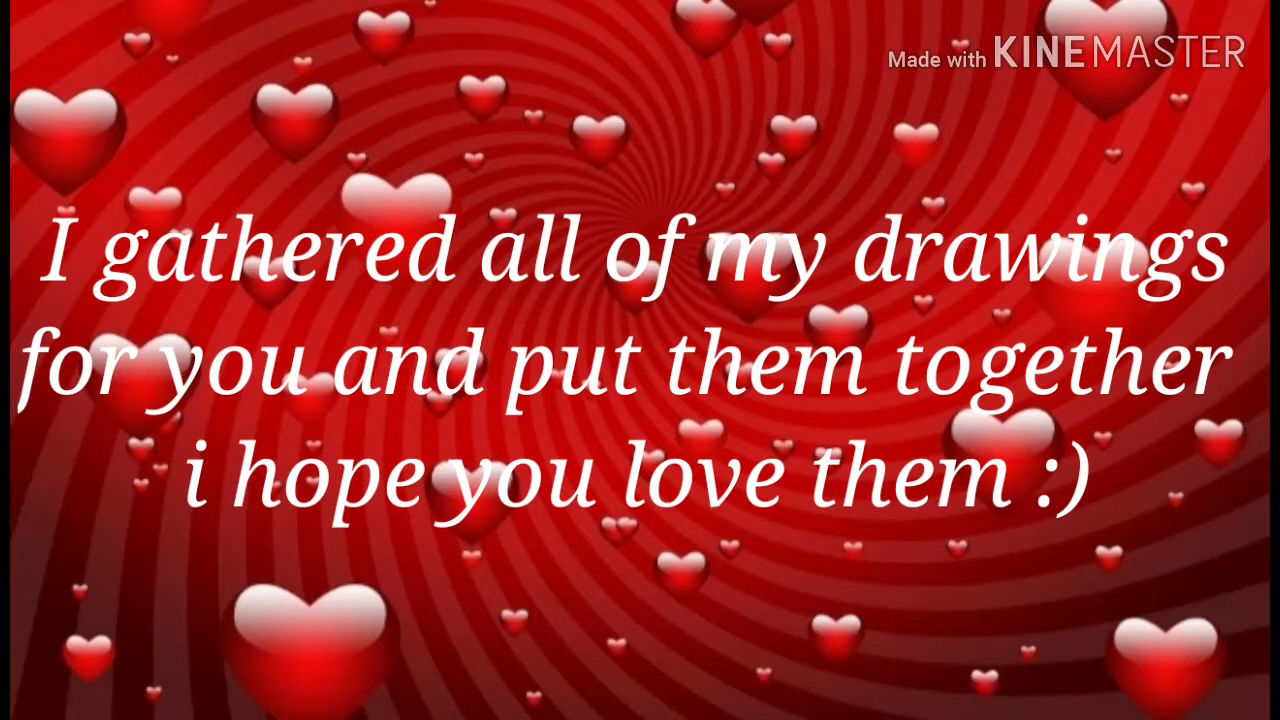 Made with KINEMASTER
I gathered all of my drawings
for you and put them together
i hope you love them :)